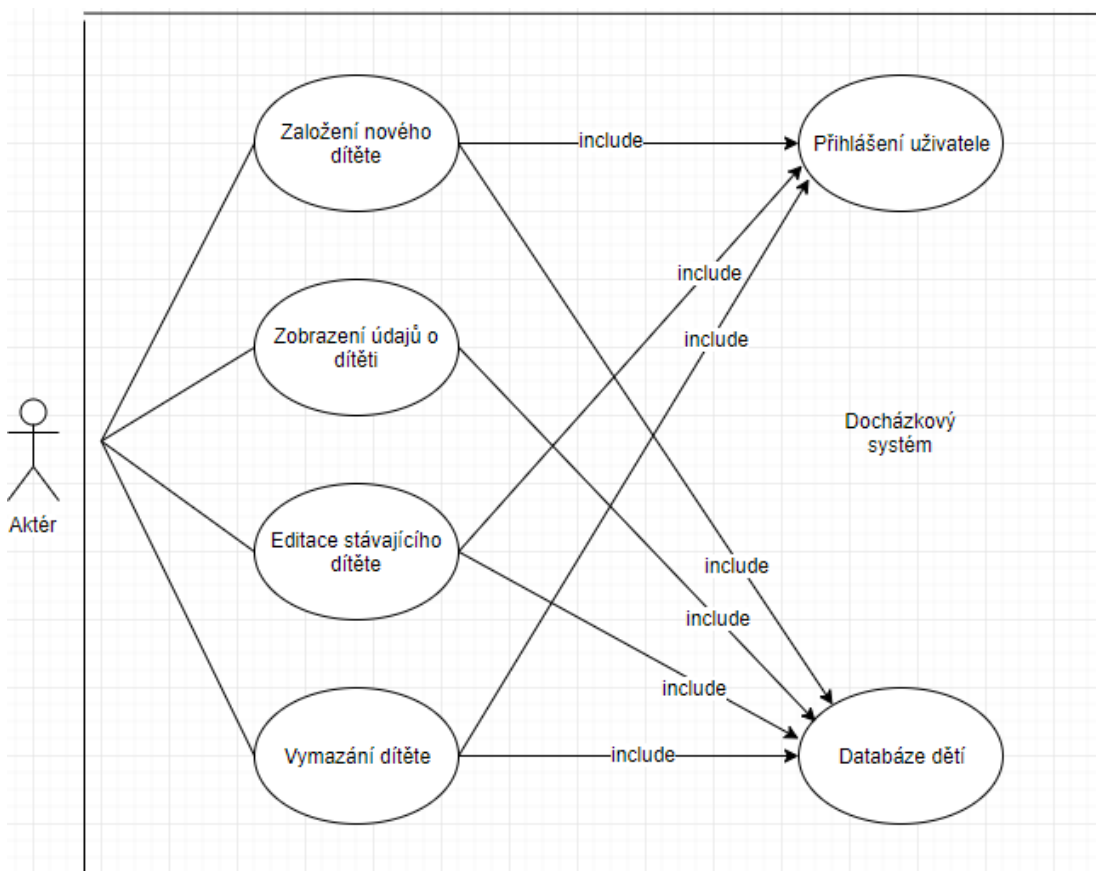 Založení nového
dítěte
include
Přihlášení uživatele
include
Zobrazení údajů o
dítěti
include
Docházkový
systém
Aktér
Editace stávajícího
dítěte
include
include
include
Vymazání dítěte
include
Databáze dětí